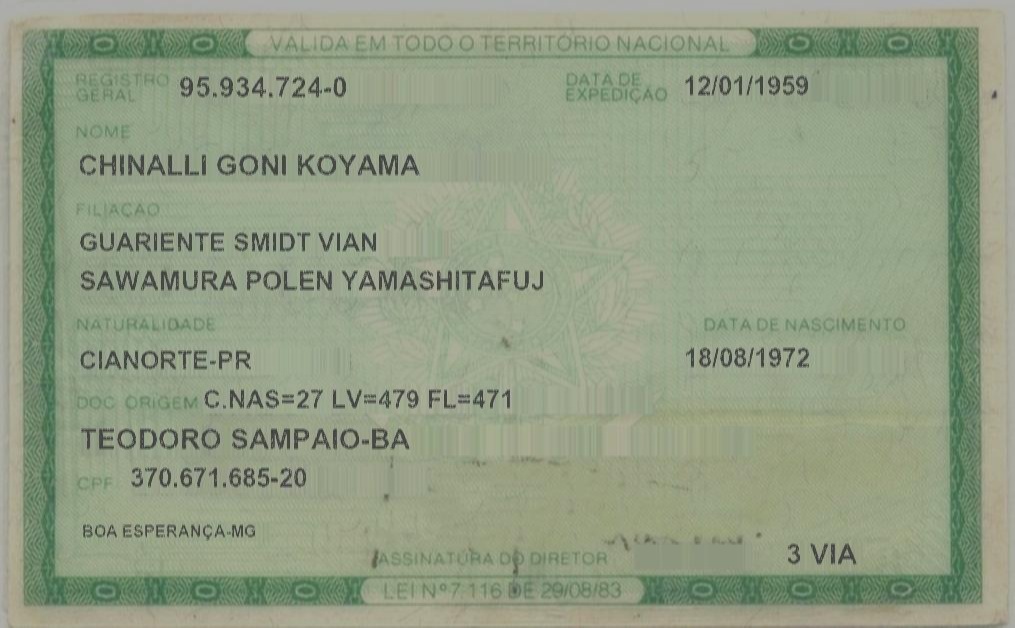 VÁLIDA EM TODO O TERRITÓRIO NACIONAL
REGISTRO GERAL 95.934.724-0 DATA DE EXPEDIÇÃO 12/01/1959
NOME
CHINALLI GONI KOYAMA
FILIAÇÃO
GUARIENTE SMIDT VIAN
SAWAMURA POLEN YAMASHITAFUJ
NATURALIDADE DATA DE NASCIMENTO
CIANORTE-PR 18/08/1972
DOC ORIGEM C.NAS=27 LV=479 FL=471
TEODORO SAMPAIO-BA
CPF 370.671.685-20
BOA ESPERANÇA-MG
ASSINATURA DO DIRETOR 3 VIA
LEI Nº 7.116 DE 29/08/83